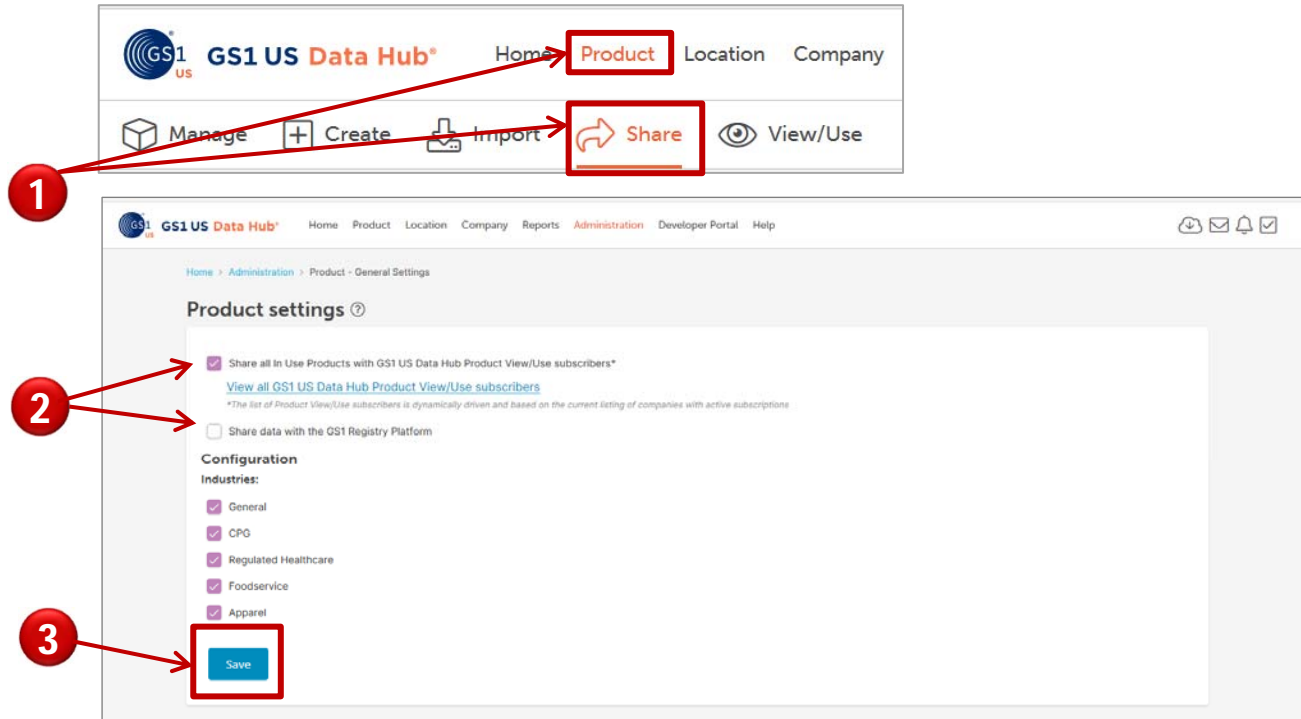 GS1 US
GS1 US Data Hub® Home Product Location Company
Manage Create Import Share View/Use
1
GS1 US
GS1 US Data Hub® Home Product Location Company Reports Administration Developer Portal Help
Home > Administration > Product - General Settings
Product settings ?
Share all In Use Products with GS1 US Data Hub Product View/Use subscribers*
View all GS1 US Data Hub Product View/Use subscribers
2
*The list of Product View/Use subscribers is dynamically driven and based on the current listing of companies with active subscriptions
Share data with the GS1 Registry Platform
Configuration
Industries:
General
CPG
Regulated Healthcare
Foodservice
Apparel
3
Save